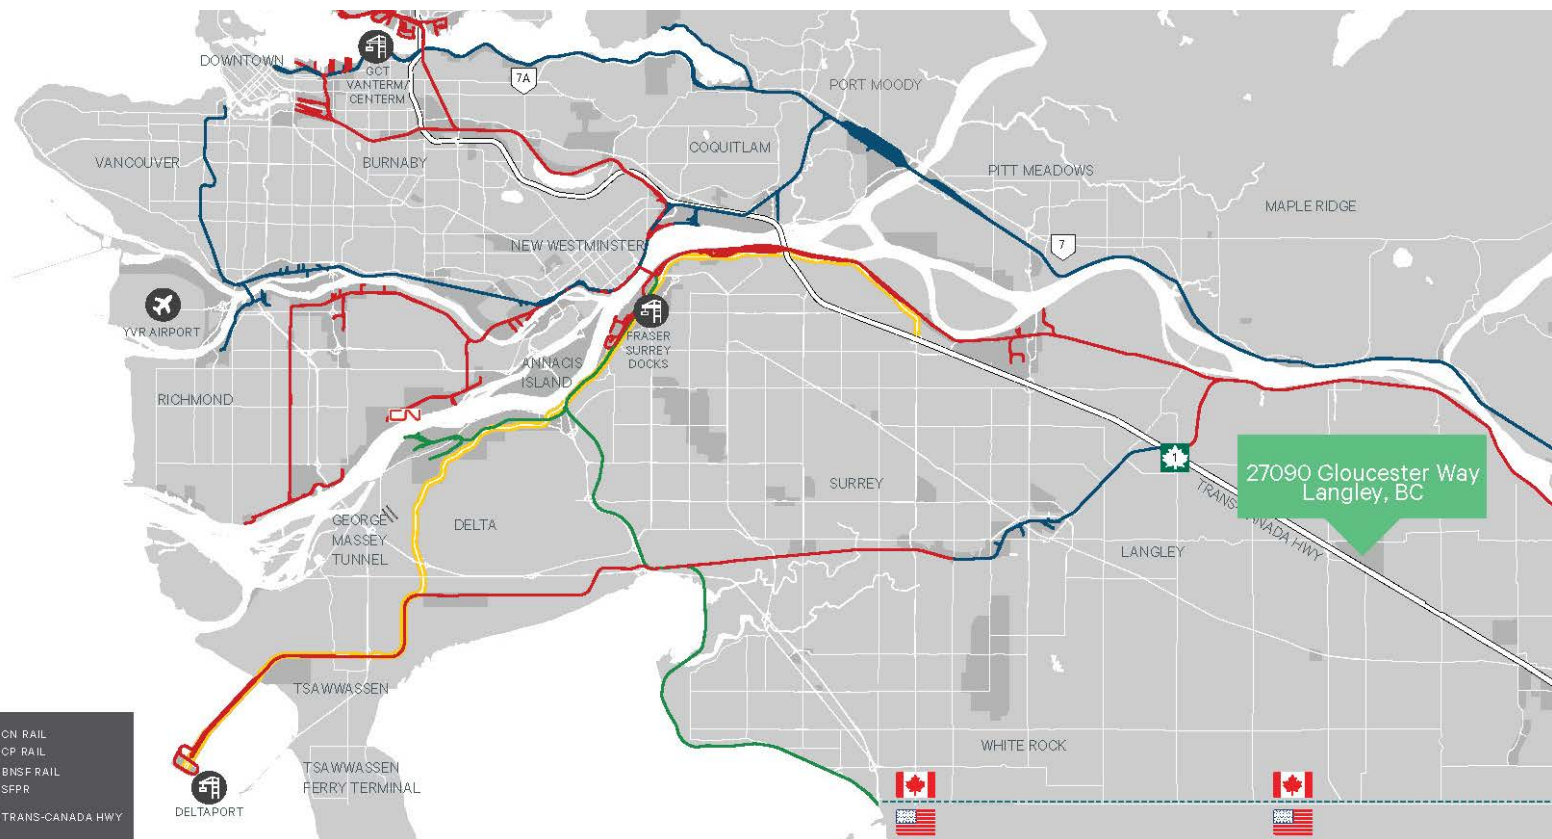 DOWNTOWN
GCT
VANTERM/
CENTERM
7A
PORT MOODY
VANCOUVER
BURNABY
COQUITLAM
PITT MEADOWS
MAPLE RIDGE
NEW WESTMINSTER
7
YVR AIRPORT
FRASER
SURREY
DOCKS
ANNACIS
ISLAND
RICHMOND
CN
1
27090 Gloucester Way
Langley, BC
SURREY
TRANS-CANADA HWY
GEORGE
MASSEY
TUNNEL
DELTA
LANGLEY
TSAWWASSEN
CN RAIL
CP RAIL
BNSF RAIL
SFPR
TRANS-CANADA HWY
WHITE ROCK
TSAWWASSEN
FERRY TERMINAL
DELTAPORT